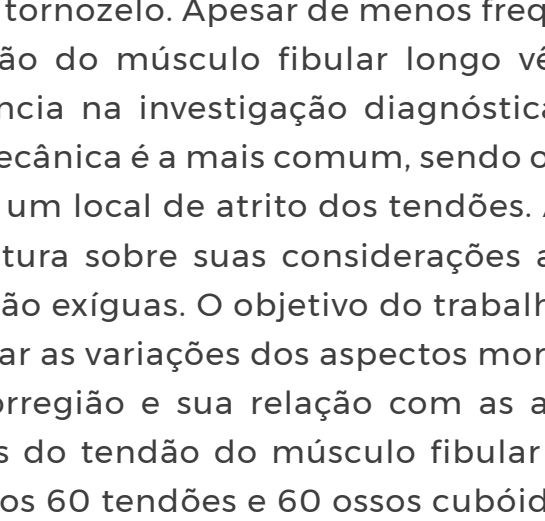 tornozelo. Apesar de menos freq
ão do músculo fibular longo vê
ncia na investigação diagnóstica
ecânica é a mais comum, sendo o
um local de atrito dos tendões. A
tura sobre suas considerações a
ão exíguas. O objetivo do trabalh
ar as variações dos aspectos mor
orregião e sua relação com as a
s do tendão do músculo fibular
os 60 tendões e 60 ossos cubóid